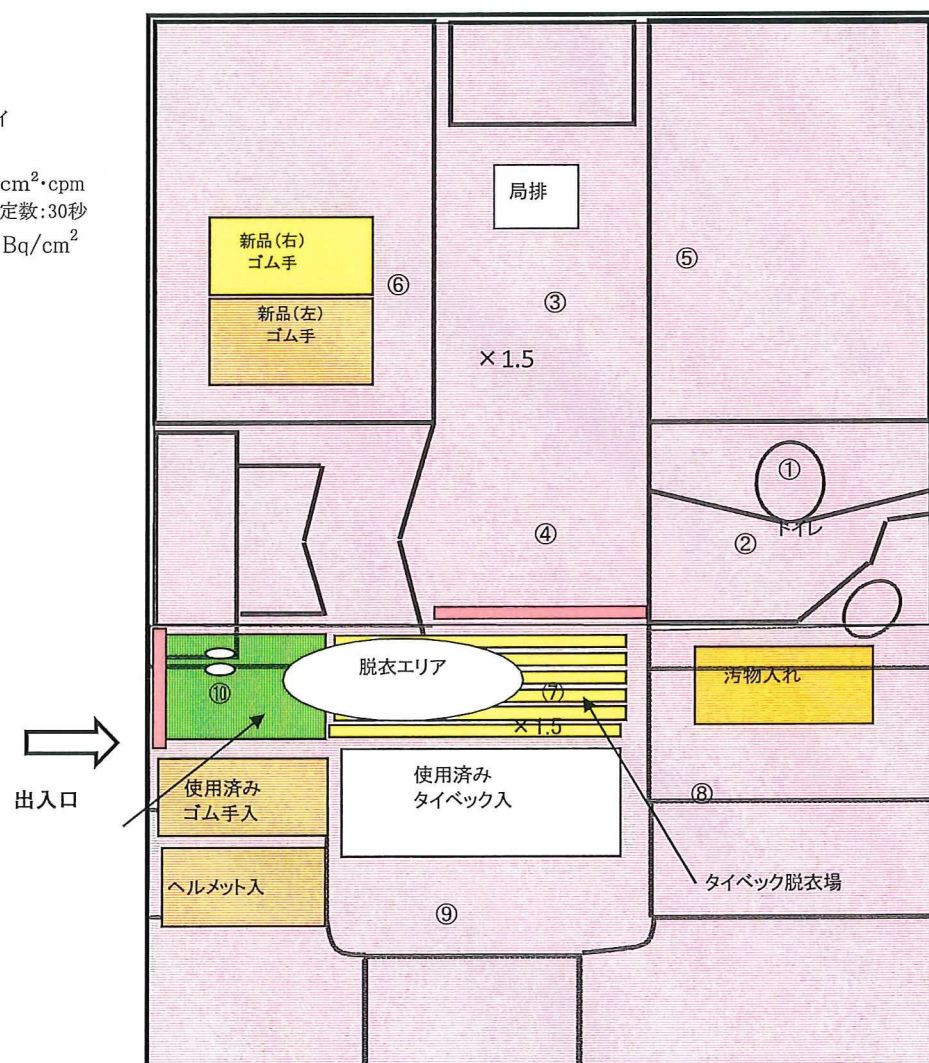 イ
cm²・cpm
定数:30秒
Bq/cm²
局排
新品(右)
ゴム手
⑥
⑤
③
新品(左)
ゴム手
×1.5
①
④
②
トイレ
脱衣エリア
⑩
⑦
汚物入れ
×1.5
出入口
使用済み
ゴム手入
使用済み
タイベック入
⑧
ヘルメット入
タイベック脱衣場
⑨